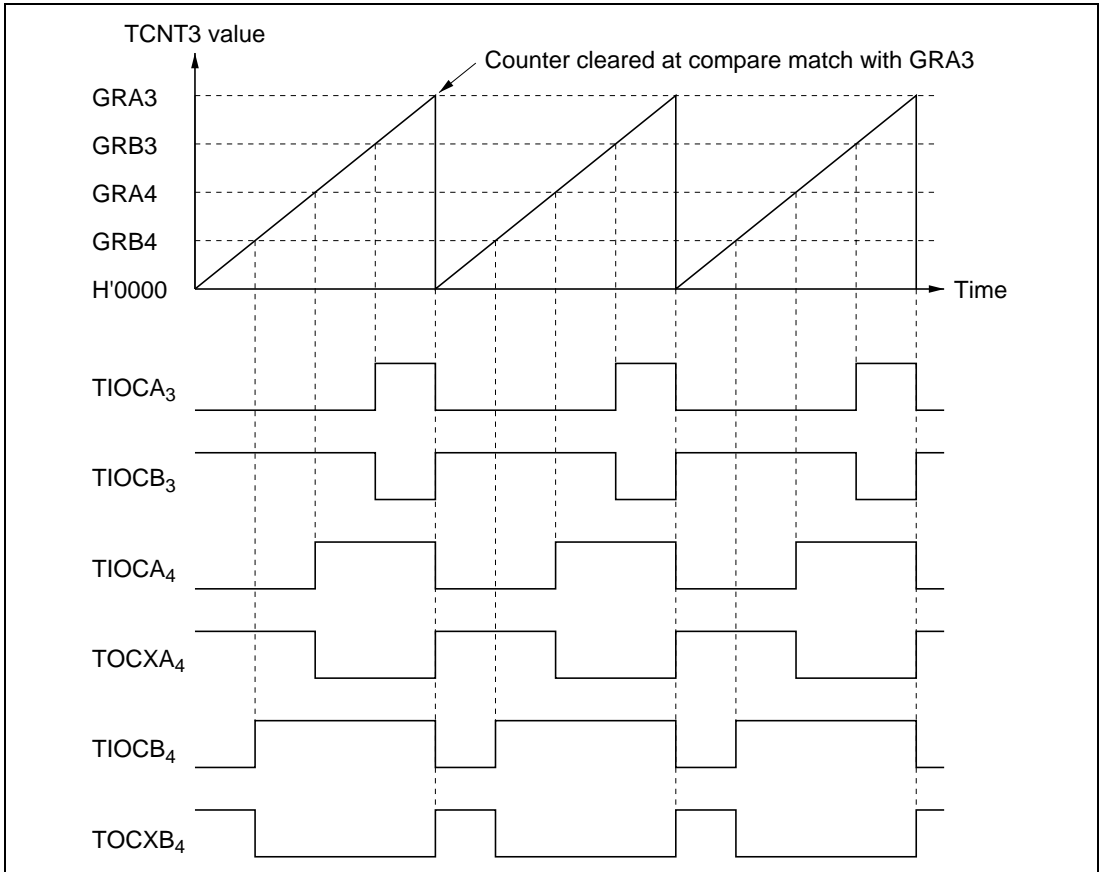 TCNT3 value
Counter cleared at compare match with GRA3
GRA3
GRB3
GRA4
GRB4
H'0000
Time
TIOCA3
TIOCB3
TIOCA4
TOCXA4
TIOCB4
TOCXB4